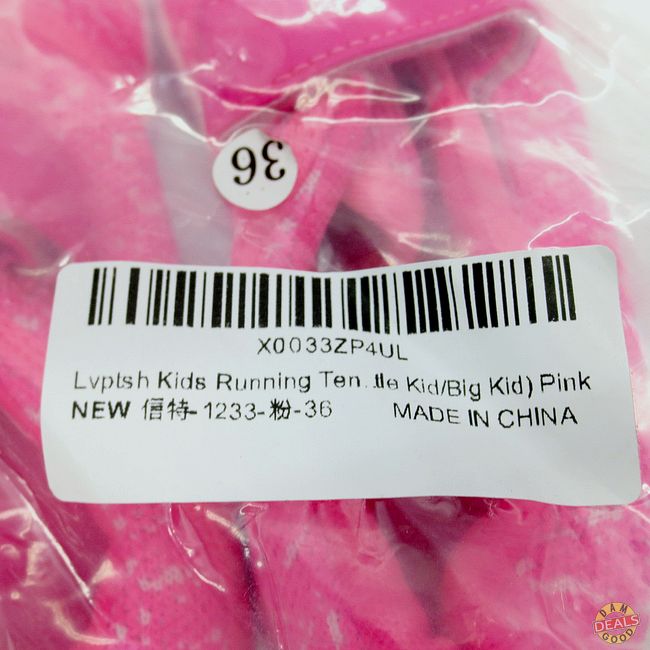 36
X0033ZP4UL
Lvptsh Kids Running Ten...tle Kid/Big Kid) Pink
NEW 信特-1233-粉-36 MADE IN CHINA
DAM
DEALS
GOOD